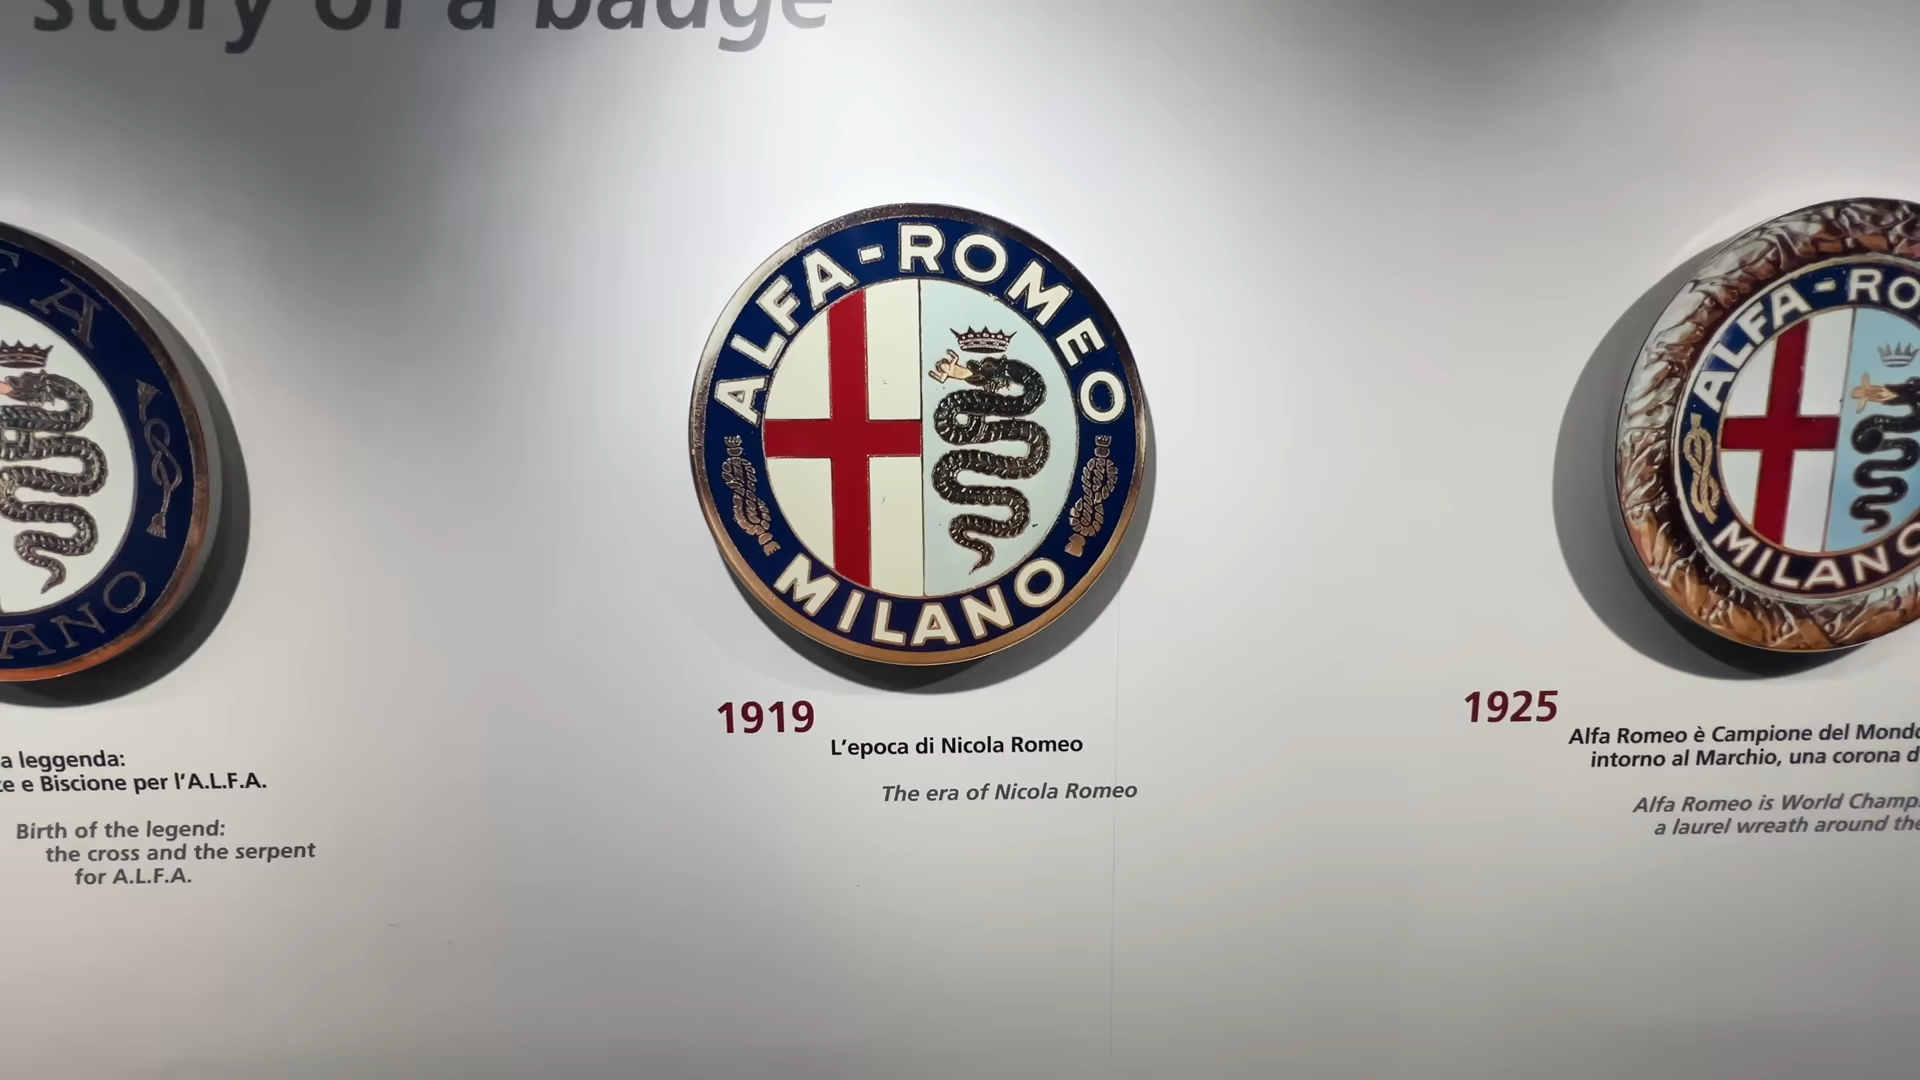 story of a badge
A
ANO
a leggenda:
e e Biscione per l'A.L.F.A.
Birth of the legend:
the cross and the serpent
for A.L.F.A.
ALFA-ROMEO
MILANO
1919
L'epoca di Nicola Romeo
The era of Nicola Romeo
ALFA-RO
MILANO
1925
Alfa Romeo è Campione del Mondo
intorno al Marchio, una corona d
Alfa Romeo is World Champ
a laurel wreath around the